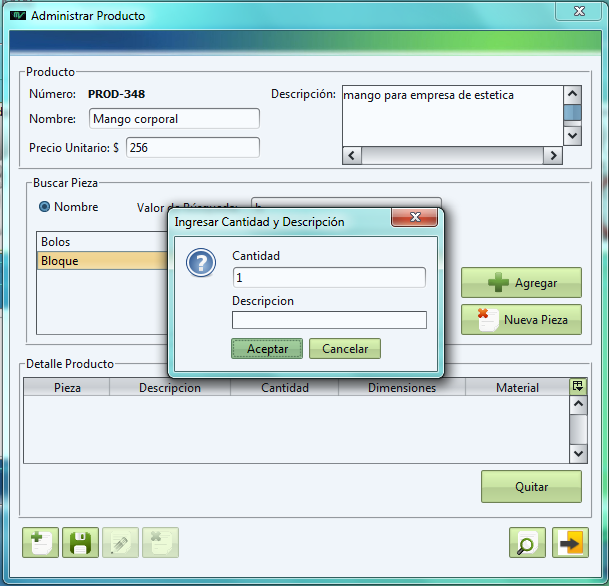 Administrar Producto
Producto
Número: PROD-348
Descripción: mango para empresa de estetica
Nombre: Mango corporal
Precio Unitario: $ 256
Buscar Pieza
Nombre
Bolos
Bloque
Ingresar Cantidad y Descripción
Cantidad
1
Descripcion
Aceptar Cancelar
Agregar
Nueva Pieza
Detalle Producto
Pieza Descripcion Cantidad Dimensiones Material
Quitar